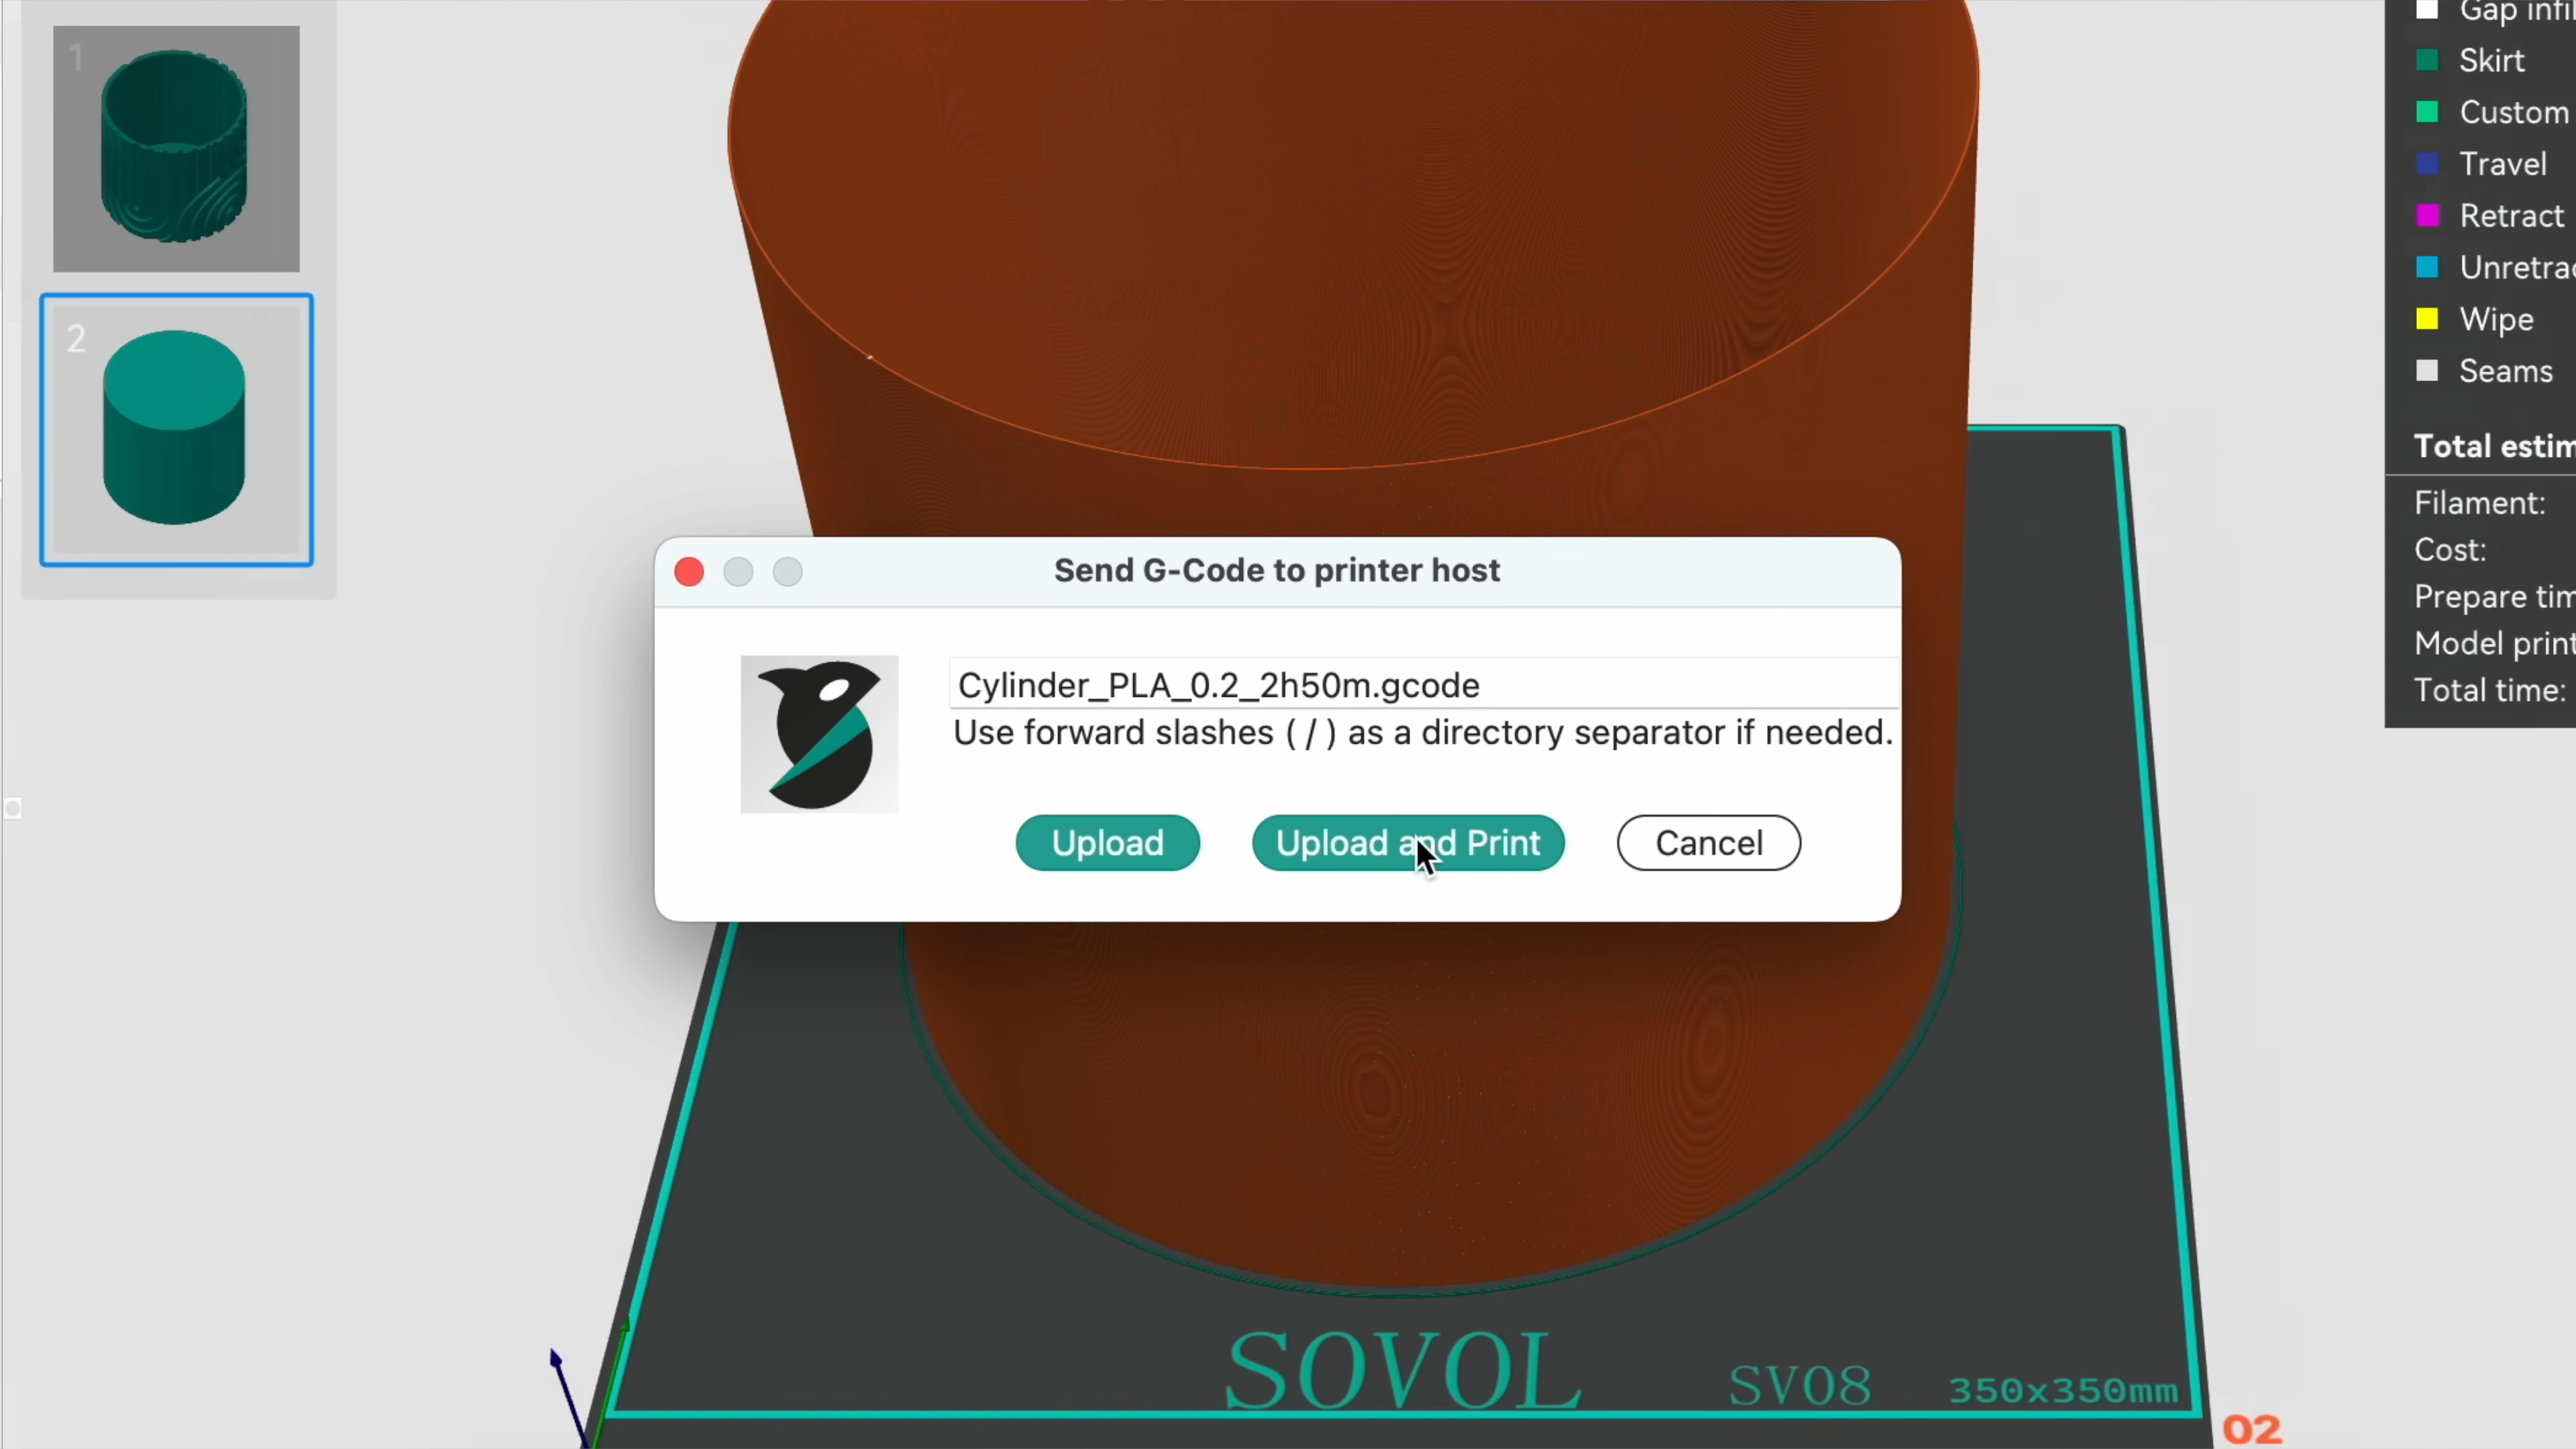 1
2
Gap infil
Skirt
Custom
Travel
Retract
Unretrac
Wipe
Seams
Total estim
Filament:
Cost:
Prepare tim
Model print
Total time:
Send G-Code to printer host
Cylinder_PLA_0.2_2h50m.gcode
Use forward slashes ( / ) as a directory separator if needed.
Upload
Upload and Print
Cancel
SOVOL
SV08
350x350mm
02